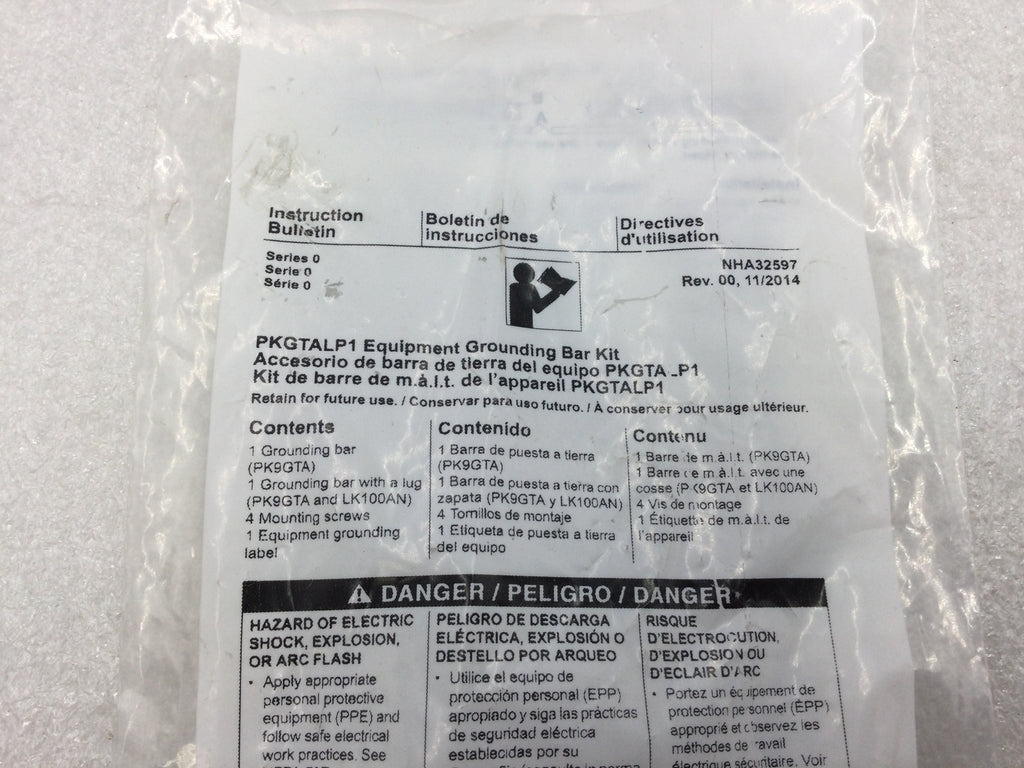 Instruction
Bulletin
Boletín de
instrucciones
Directives
d'utilisation
Series 0
Serie 0
Série 0
NHA32597
Rev. 00, 11/2014
PKGTALP1 Equipment Grounding Bar Kit
Accesorio de barra de tierra del equipo PKGTALP1
Kit de barre de m.à.l.t. de l'appareil PKGTALP1
Retain for future use. / Conservar para uso futuro. / À conserver pour usage ultérieur.
Contents
1 Grounding bar
(PK9GTA)
1 Grounding bar with a lug
(PK9GTA and LK100AN)
4 Mounting screws
1 Equipment grounding
label
Contenido
1 Barra de puesta a tierra
(PK9GTA)
1 Barra de puesta a tierra con
zapata (PK9GTA y LK100AN)
4 Tornillos de montaje
1 Etiqueta de puesta a tierra
del equipo
Contenu
1 Barre de m.à.l.t. (PK9GTA)
1 Barre de m.à.l.t. avec une
cosse (PK9GTA et LK100AN)
4 Vis de montage
1 Étiquette de m.à.l.t. de
l'appareil
DANGER / PELIGRO / DANGER
HAZARD OF ELECTRIC
SHOCK, EXPLOSION,
OR ARC FLASH
• Apply appropriate
personal protective
equipment (PPE) and
follow safe electrical
work practices. See
PELIGRO DE DESCARGA
ELÉCTRICA, EXPLOSIÓN O
DESTELLO POR ARQUEO
• Utilice el equipo de
protección personal (EPP)
apropiado y siga las prácticas
de seguridad eléctrica
establecidas por su
RISQUE
D'ÉLECTROCUTION,
D'EXPLOSION OU
D'ÉCLAIR D'ARC
• Portez un équipement de
protection personnel (ÉPP)
approprié et observez les
méthodes de travail
électrique sécuritaire. Voir